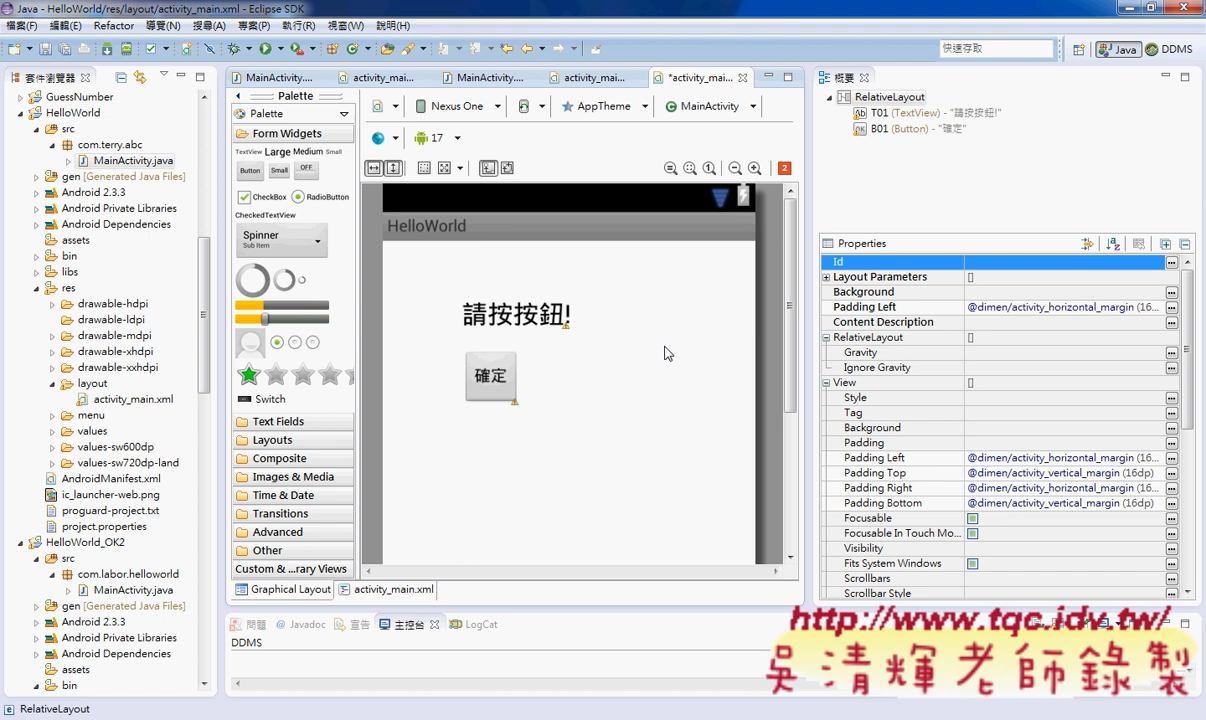 Java - HelloWorld/res/layout/activity_main.xml - Eclipse SDK
檔案(F) 編輯(E) Refactor 導覽(N) 搜尋(A) 專案(P) 執行(R) 視窗(W) 說明(H)
快速存取 Java DDMS
套件瀏覽器
GuessNumber
HelloWorld
src
com.terry.abc
MainActivity.java
gen [Generated Java Files]
Android 2.3.3
Android Private Libraries
Android Dependencies
assets
bin
libs
res
drawable-hdpi
drawable-ldpi
drawable-mdpi
drawable-xhdpi
drawable-xxhdpi
layout
activity_main.xml
menu
values
values-sw600dp
values-sw720dp-land
AndroidManifest.xml
ic_launcher-web.png
proguard-project.txt
project.properties
HelloWorld_OK2
src
com.labor.helloworld
MainActivity.java
gen [Generated Java Files]
Android 2.3.3
Android Private Libraries
Android Dependencies
assets
bin
MainActivity.... activity_mai... MainActivity.... activity_mai... *activity_mai...
Palette
Palette
Form Widgets
TextView Large Medium Small
Button Small OFF
CheckBox RadioButton
CheckedTextView
Spinner
Sub Item
Switch
Text Fields
Layouts
Composite
Images & Media
Time & Date
Transitions
Advanced
Other
Custom & ...rary Views
Nexus One AppTheme MainActivity
17
2
HelloWorld
請按按鈕!
確定
Graphical Layout activity_main.xml
概要
RelativeLayout
T01 (TextView) - "請按按鈕!"
B01 (Button) - "確定"
Properties
Id
Layout Parameters []
Background
Padding Left @dimen/activity_horizontal_margin (16...
Content Description
RelativeLayout []
Gravity
Ignore Gravity
View []
Style
Tag
Background
Padding
Padding Left @dimen/activity_horizontal_margin (16...
Padding Top @dimen/activity_vertical_margin (16dp)
Padding Right @dimen/activity_horizontal_margin (16...
Padding Bottom @dimen/activity_vertical_margin (16dp)
Focusable
Focusable In Touch Mo...
Visibility
Fits System Windows
Scrollbars
Scrollbar Style
問題 Javadoc 宣告 主控台 LogCat
DDMS
http://www.tqc.idv.tw/
吳清輝老師錄製
RelativeLayout